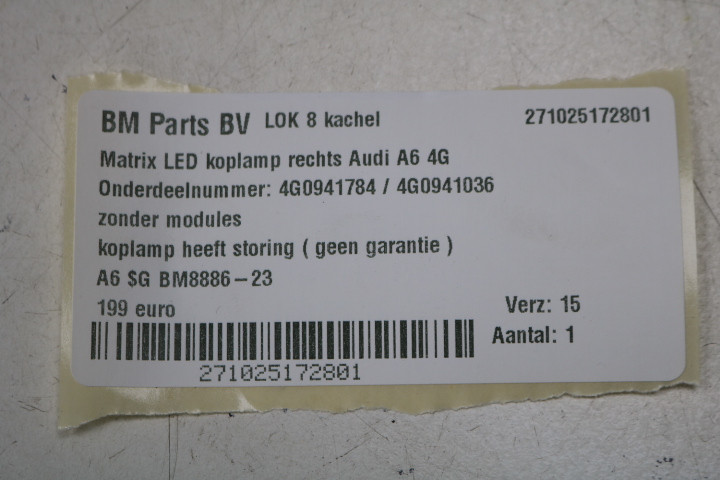 BM Parts BV LOK 8 kachel 271025172801
Matrix LED koplamp rechts Audi A6 4G
Onderdeelnummer: 4G0941784 / 4G0941036
zonder modules
koplamp heeft storing ( geen garantie )
A6 $G BM8886-23
199 euro Verz: 15
Aantal: 1
271025172801